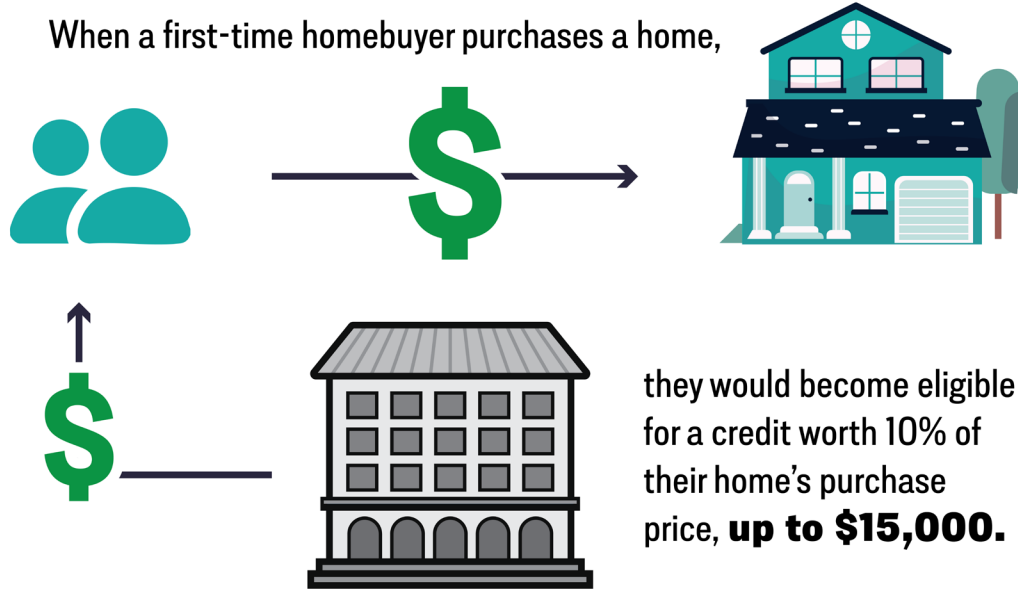 When a first-time homebuyer purchases a home,
$
$
they would become eligible
for a credit worth 10% of
their home’s purchase
price, up to $15,000.